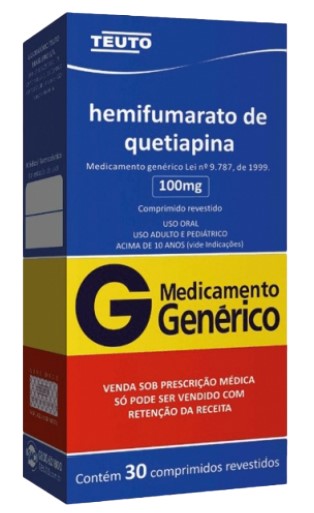 TEUTO
hemifumarato de
quetiapina
Medicamento genérico Lei nº 9.787, de 1999.
100mg
Comprimido revestido
USO ORAL
USO ADULTO E PEDIÁTRICO
ACIMA DE 10 ANOS (vide Indicações)
G Medicamento
Genérico
VENDA SOB PRESCRIÇÃO MÉDICA
SÓ PODE SER VENDIDO COM
RETENÇÃO DA RECEITA
Contém 30 comprimidos revestidos